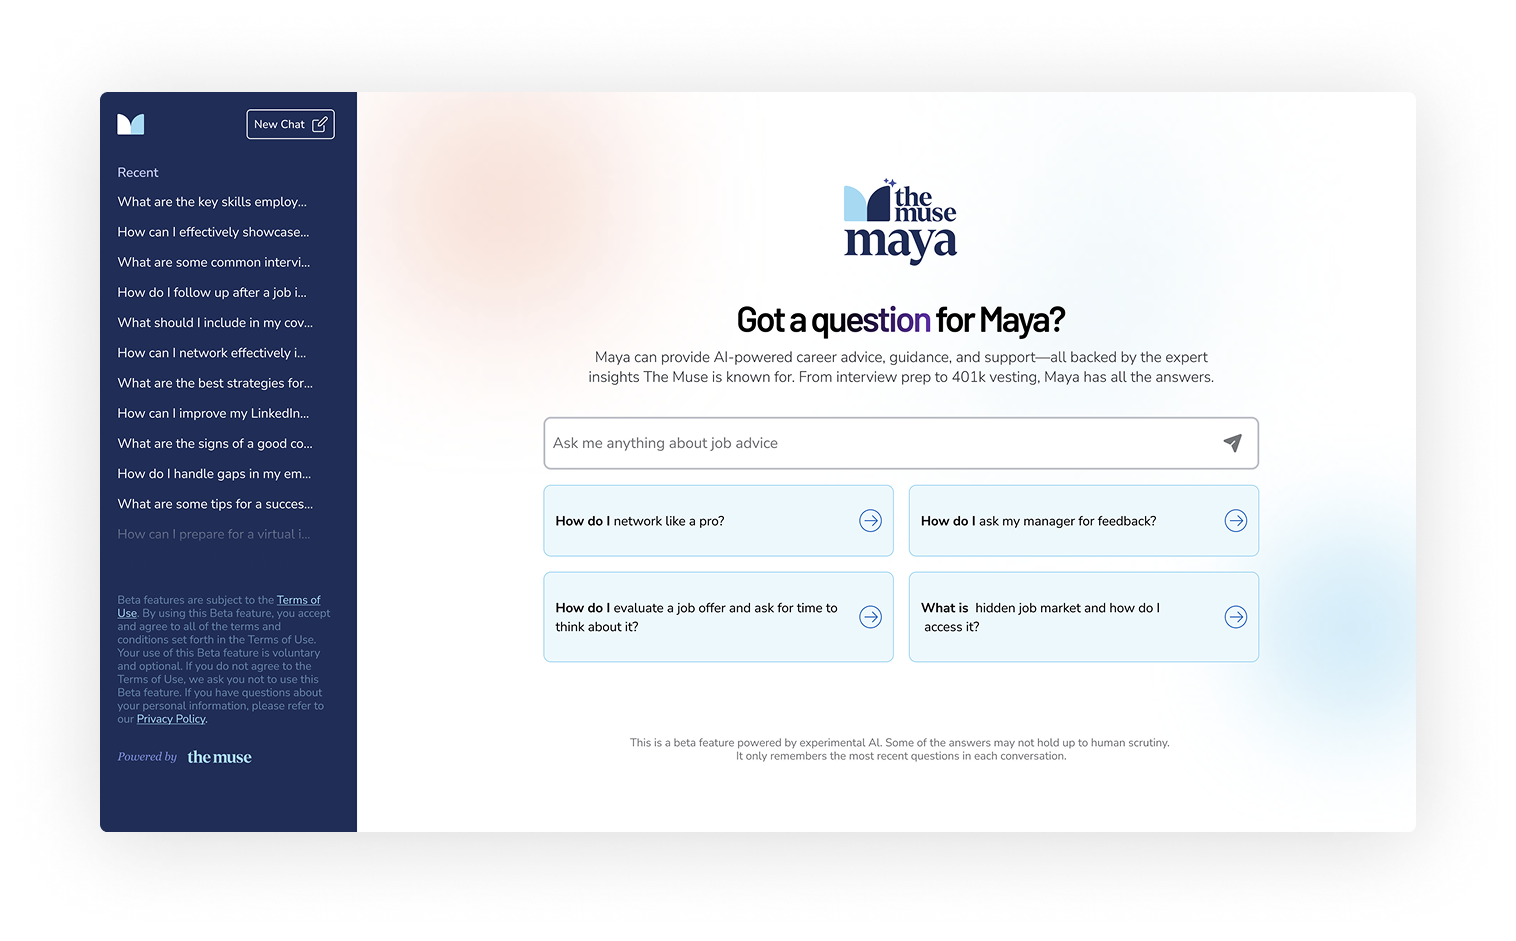 New Chat
Recent
What are the key skills employ...
How can I effectively showcase...
What are some common intervi...
How do I follow up after a job i...
What should I include in my cov...
How can I network effectively i...
What are the best strategies for...
How can I improve my LinkedIn...
What are the signs of a good co...
How do I handle gaps in my em...
What are some tips for a succes...
How can I prepare for a virtual i...
Beta features are subject to the Terms of
Use. By using this Beta feature, you accept
and agree to all of the terms and
conditions set forth in the Terms of Use.
Your use of this Beta feature is voluntary
and optional. If you do not agree to the
Terms of Use, we ask you not to use this
Beta feature. If you have questions about
your personal information, please refer to
our Privacy Policy.
Powered by the muse
the
muse
maya
Got a question for Maya?
Maya can provide AI-powered career advice, guidance, and support—all backed by the expert
insights The Muse is known for. From interview prep to 401k vesting, Maya has all the answers.
Ask me anything about job advice
How do I network like a pro?
How do I ask my manager for feedback?
How do I evaluate a job offer and ask for time to
think about it?
What is hidden job market and how do I
access it?
This is a beta feature powered by experimental AI. Some of the answers may not hold up to human scrutiny.
It only remembers the most recent questions in each conversation.